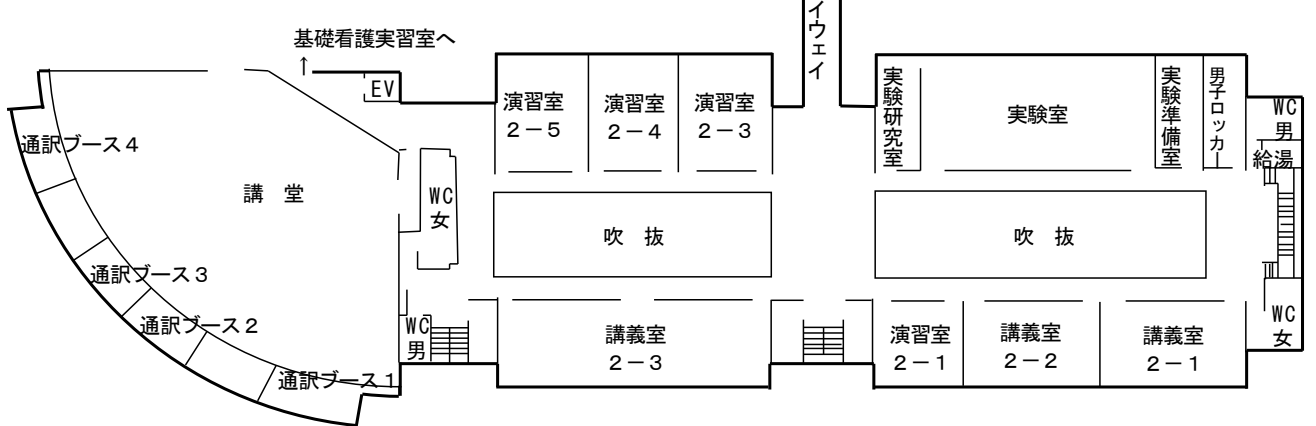 イウェイ
基礎看護実習室へ
↑
EV
演習室
２－５
演習室
２－４
演習室
２－３
実験研究室
実験室
実験準備室
男子ロッカー
WC
男
給湯
通訳ブース４
講　堂
WC
女
吹　抜
吹　抜
通訳ブース３
通訳ブース２
通訳ブース１
WC
男
講義室
２－３
演習室
２－１
講義室
２－２
講義室
２－１
WC
女